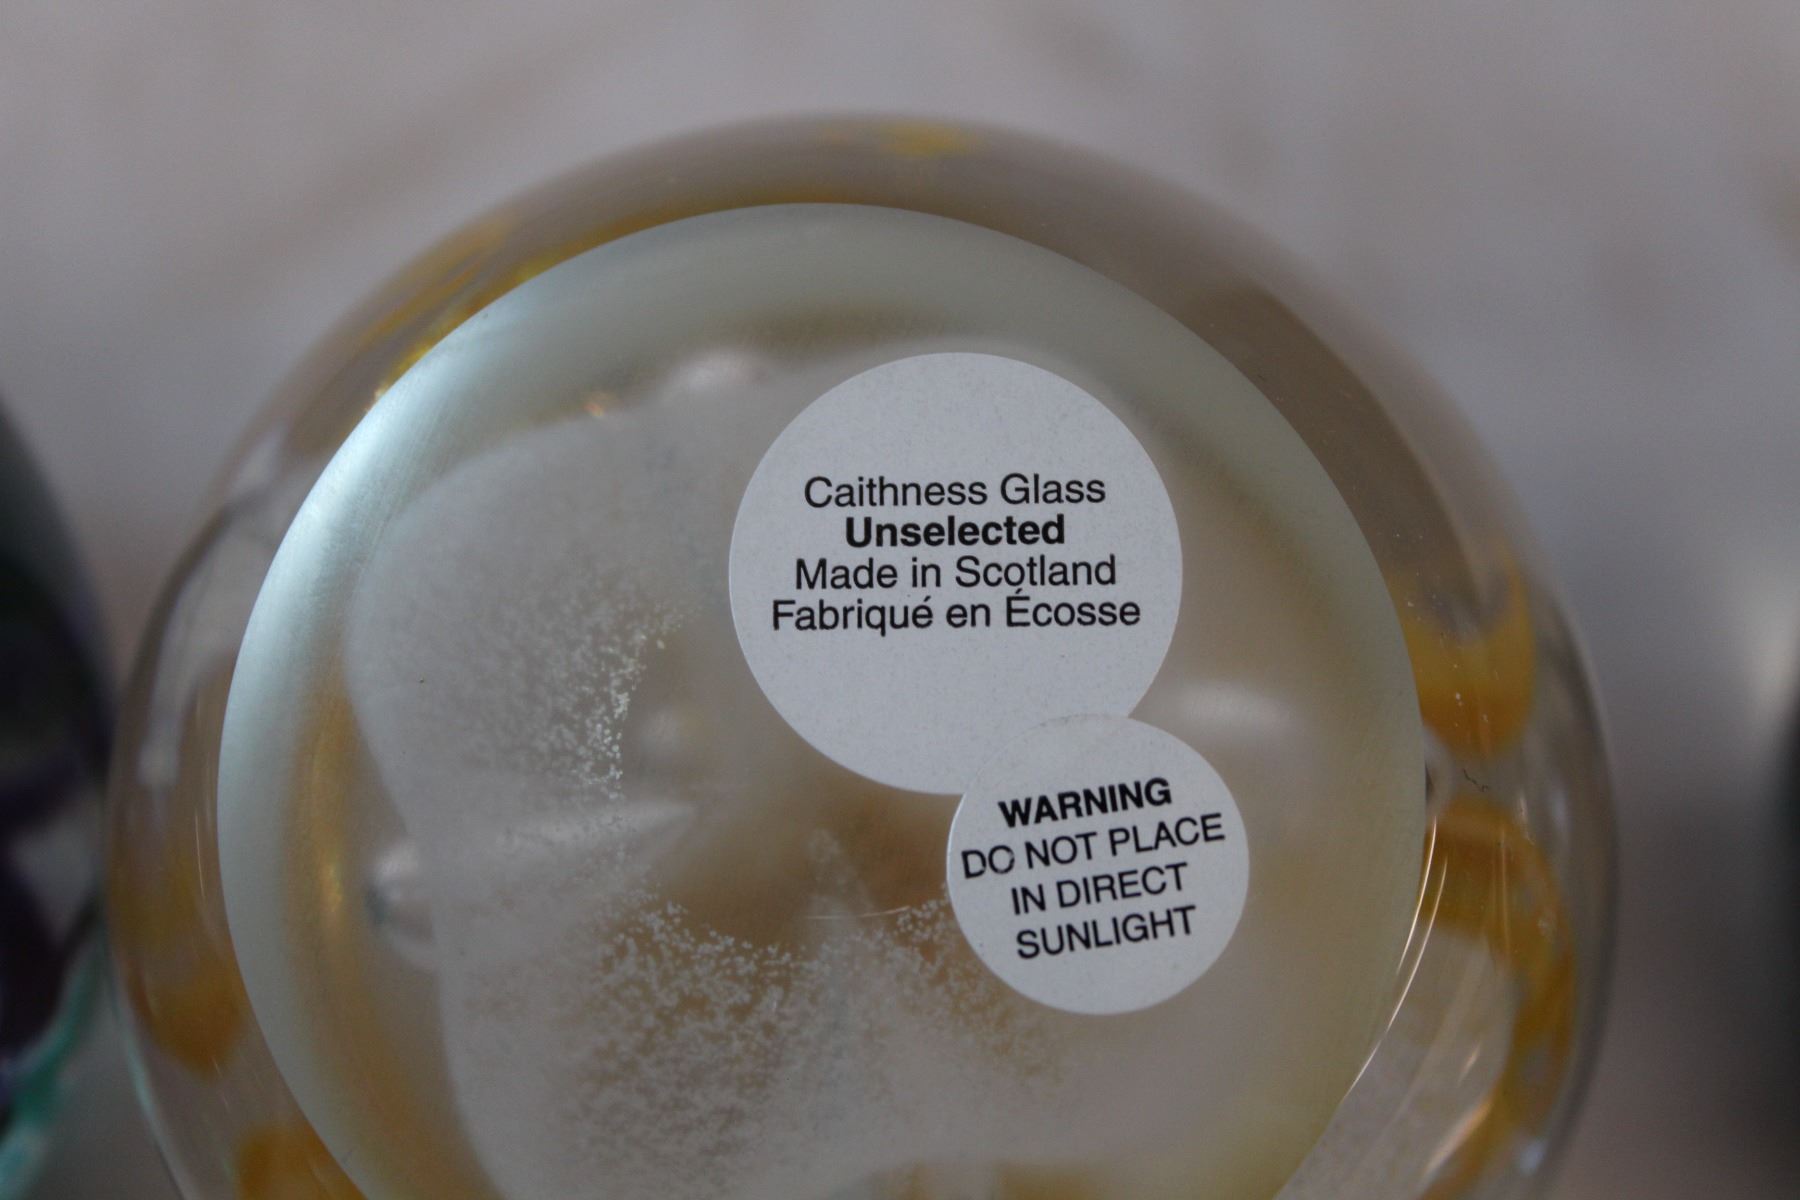 Caithness Glass
Unselected
Made in Scotland
Fabriqué en Écosse
WARNING
DO NOT PLACE
IN DIRECT
SUNLIGHT